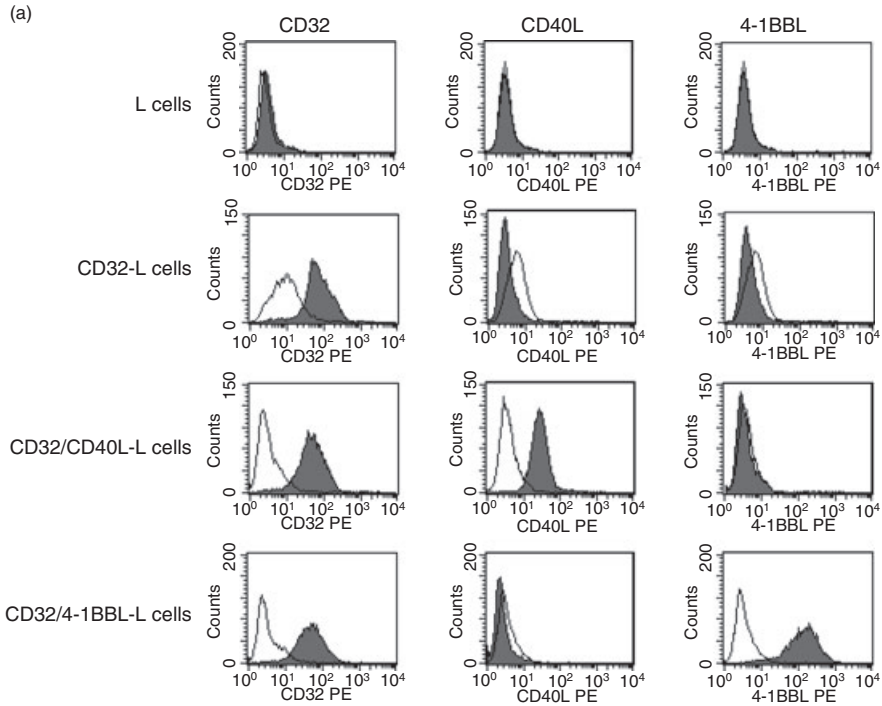 (a)
CD32 CD40L 4-1BBL
L cells
200 200 200
Counts Counts Counts
0 0 0
10⁰ 10¹ 10² 10³ 10⁴ 10⁰ 10¹ 10² 10³ 10⁴ 10⁰ 10¹ 10² 10³ 10⁴
CD32 PE CD40L PE 4-1BBL PE
CD32-L cells
150 150 150
Counts Counts Counts
0 0 0
10⁰ 10¹ 10² 10³ 10⁴ 10⁰ 10¹ 10² 10³ 10⁴ 10⁰ 10¹ 10² 10³ 10⁴
CD32 PE CD40L PE 4-1BBL PE
CD32/CD40L-L cells
150 150 150
Counts Counts Counts
0 0 0
10⁰ 10¹ 10² 10³ 10⁴ 10⁰ 10¹ 10² 10³ 10⁴ 10⁰ 10¹ 10² 10³ 10⁴
CD32 PE CD40L PE 4-1BBL PE
CD32/4-1BBL-L cells
200 200 200
Counts Counts Counts
0 0 0
10⁰ 10¹ 10² 10³ 10⁴ 10⁰ 10¹ 10² 10³ 10⁴ 10⁰ 10¹ 10² 10³ 10⁴
CD32 PE CD40L PE 4-1BBL PE